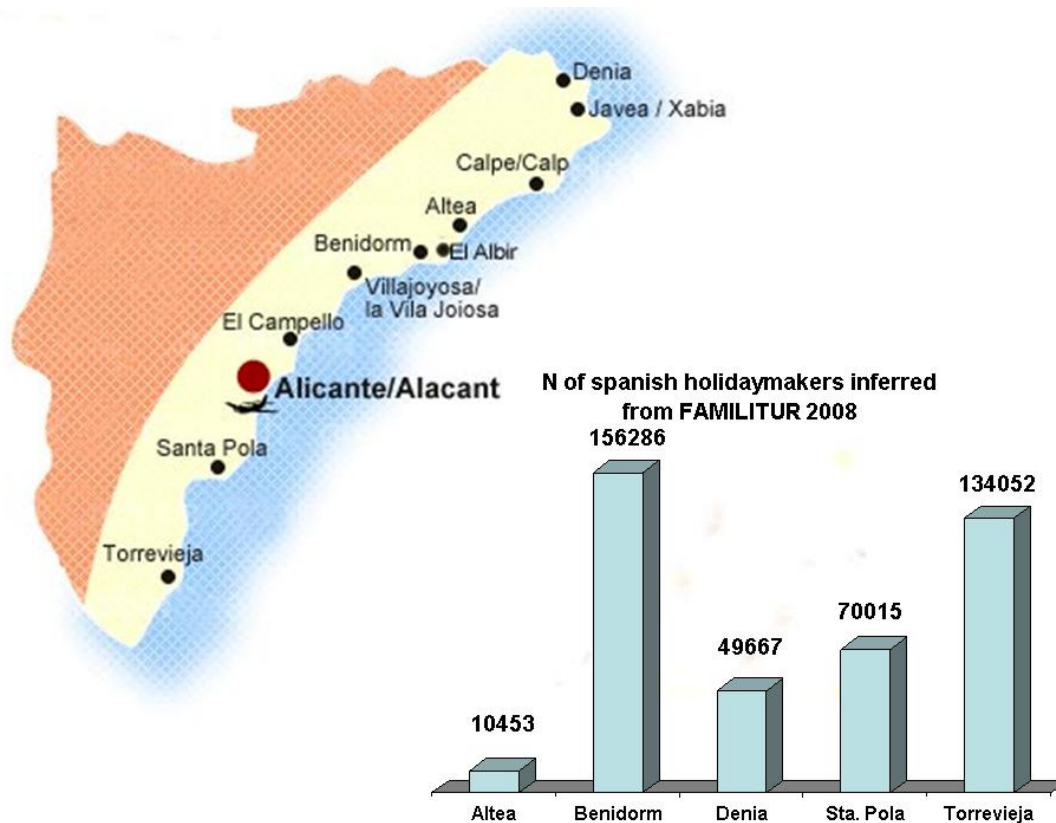 Denia
Javea / Xabia
Calpe/Calp
Altea
Benidorm
El Albir
Villajoyosa/
la Vila Joiosa
El Campello
Alicante/Alacant
Santa Pola
Torrevieja
N of spanish holidaymakers inferred
from FAMILITUR 2008
156286
134052
70015
49667
10453
Altea Benidorm Denia Sta. Pola Torrevieja